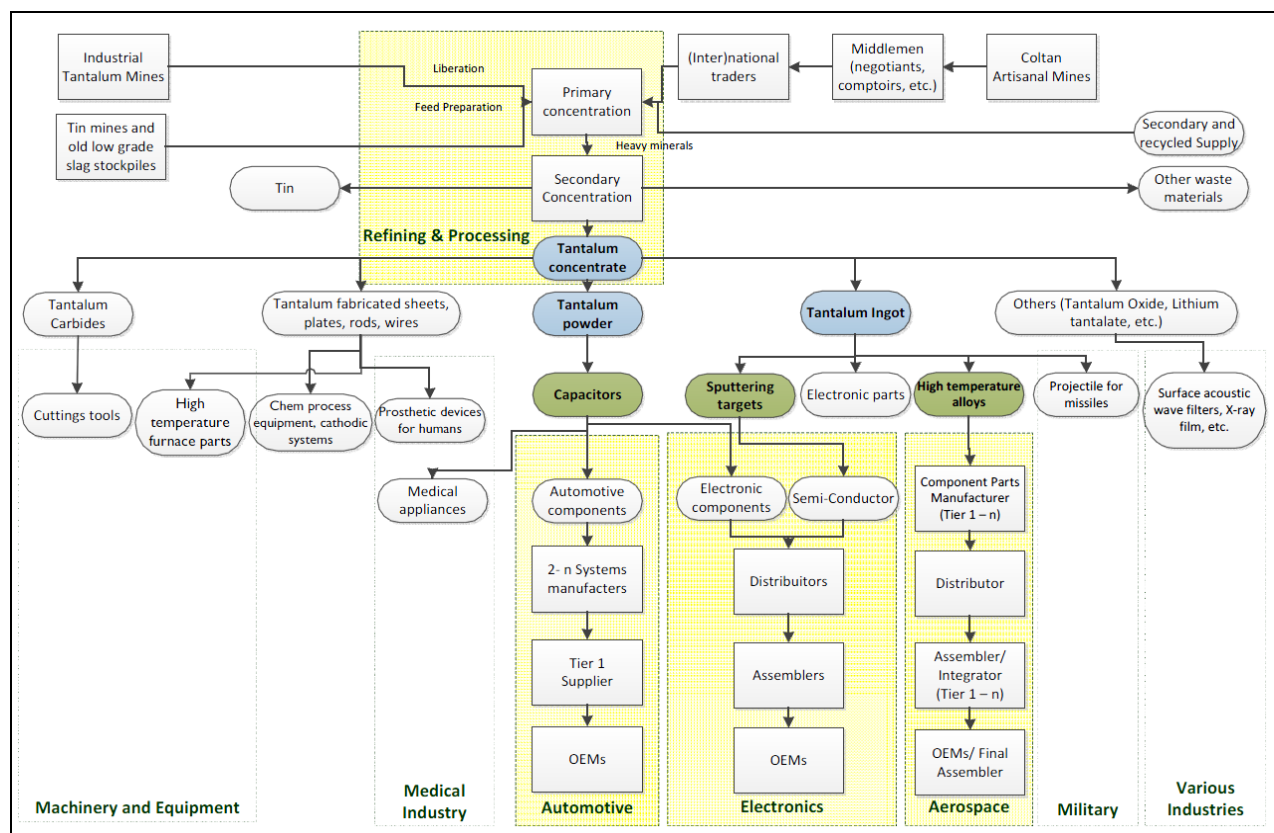 Industrial
Tantalum Mines
Liberation
Feed Preparation
Tin mines and
old low grade
slag stockpiles
Primary
concentration
(Inter)national
traders
Middlemen
(negotiants,
comptoirs, etc.)
Coltan
Artisanal Mines
Secondary and
recycled Supply
Heavy minerals
Tin
Secondary
Concentration
Other waste
materials
Refining & Processing
Tantalum
concentrate
Tantalum
Carbides
Tantalum fabricated sheets,
plates, rods, wires
Tantalum
powder
Tantalum Ingot
Others (Tantalum Oxide, Lithium
tantalate, etc.)
Cuttings tools
High
temperature
furnace parts
Chem process
equipment, cathodic
systems
Prosthetic devices
for humans
Capacitors
Sputtering
targets
Electronic parts
High temperature
alloys
Projectile for
missiles
Surface acoustic
wave filters, X-ray
film, etc.
Medical
appliances
Automotive
components
Electronic
components
Semi-Conductor
Component Parts
Manufacturer
(Tier 1 – n)
2- n Systems
manufacters
Distribuitors
Distributor
Tier 1
Supplier
Assemblers
Assembler/
Integrator
(Tier 1 – n)
OEMs
OEMs
OEMs/ Final
Assembler
Machinery and Equipment
Medical
Industry
Automotive
Electronics
Aerospace
Military
Various
Industries